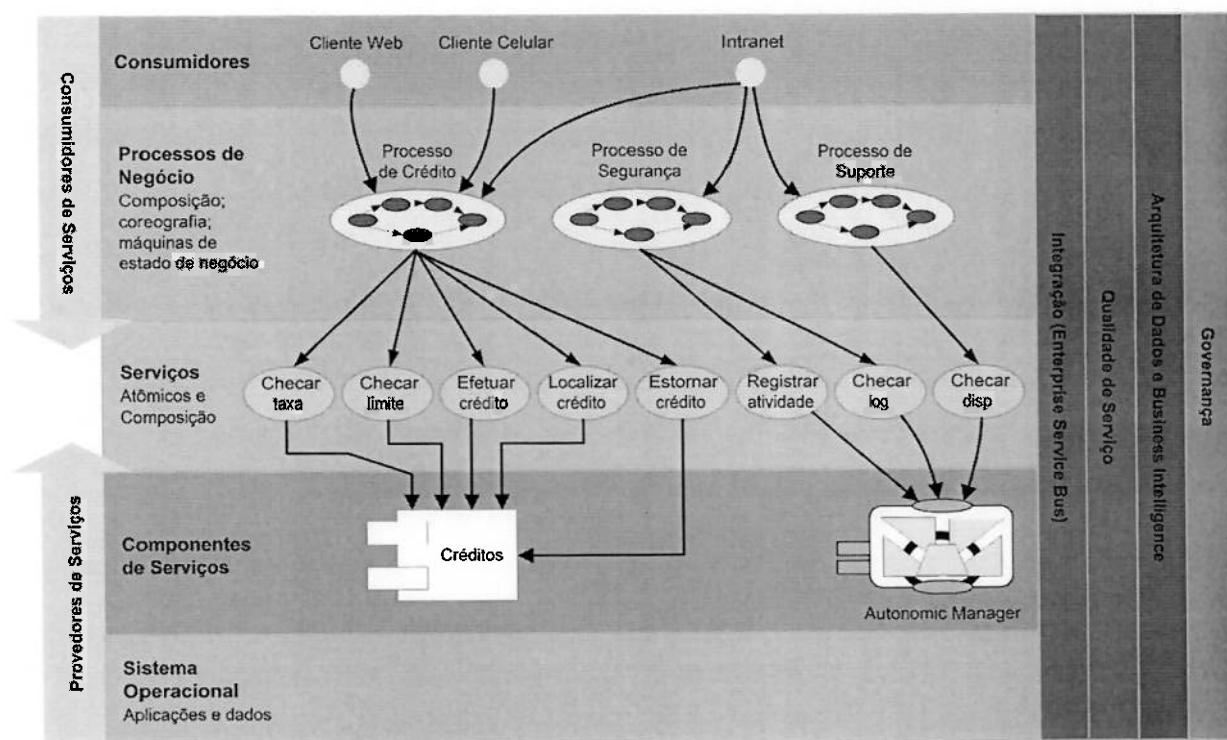 Cliente Web
Cliente Celular
Intranet
Consumidores
Consumidores de Serviços
Processos de
Negócio
Composição;
coreografia;
máquinas de
estado de negócio
Processo
de Crédito
Processo de
Segurança
Processo de
Suporte
Serviços
Atômicos e
Composição
Checar
taxa
Checar
limite
Efetuar
crédito
Localizar
crédito
Estornar
crédito
Registrar
atividade
Checar
log
Checar
disp
Provedores de Serviços
Componentes
de Serviços
Créditos
Autonomic Manager
Sistema
Operacional
Aplicações e dados
Integração (Enterprise Service Bus)
Qualidade de Serviço
Arquitetura de Dados e Business Intelligence
Governança